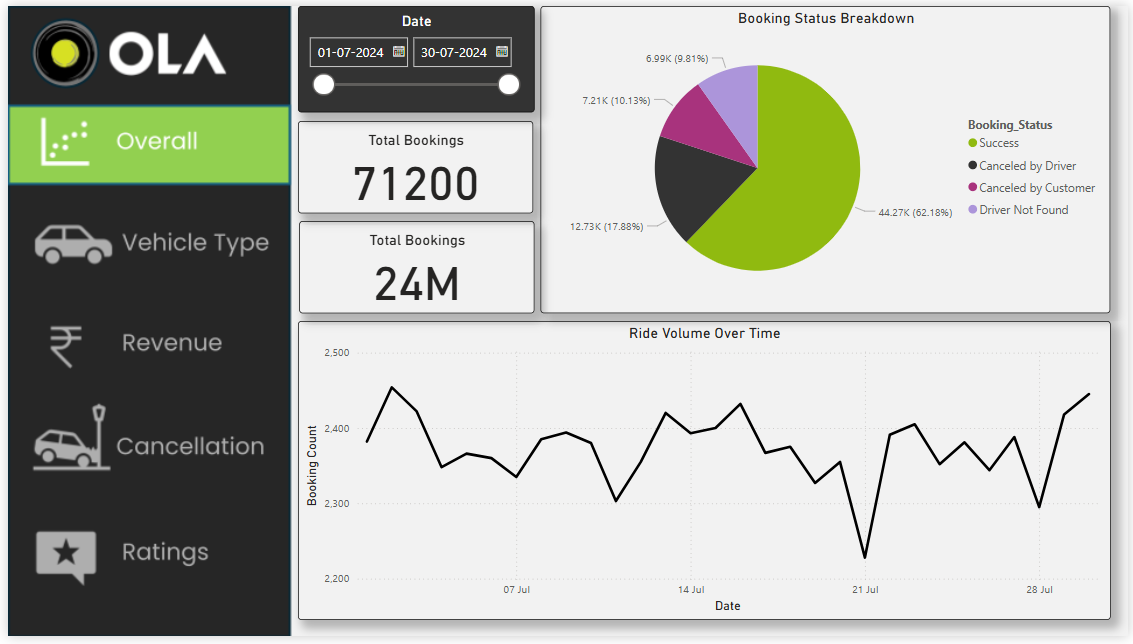 OLA
Overall
Vehicle Type
Revenue
Cancellation
Ratings
Date
01-07-2024 30-07-2024
Total Bookings
71200
Total Bookings
24M
Booking Status Breakdown
6.99K (9.81%)
7.21K (10.13%)
12.73K (17.88%)
44.27K (62.18%)
Booking_Status
Success
Canceled by Driver
Canceled by Customer
Driver Not Found
Ride Volume Over Time
Booking Count
2,500
2,400
2,300
2,200
07 Jul 14 Jul 21 Jul 28 Jul
Date